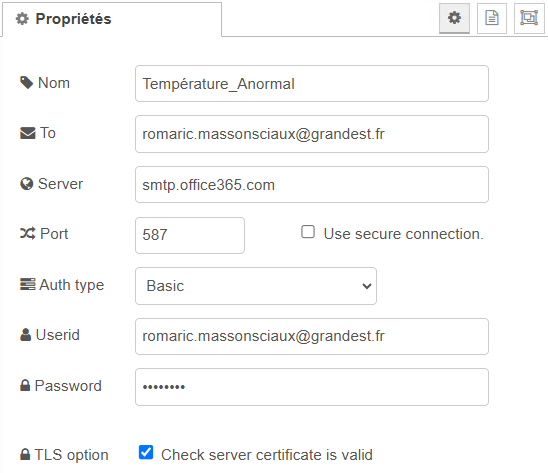 Propriétés
Nom
Température_Anormal
To
romaric.massonsciaux@grandest.fr
Server
smtp.office365.com
Port
587
Use secure connection.
Auth type
Basic
Userid
romaric.massonsciaux@grandest.fr
Password
••••••••
TLS option
Check server certificate is valid